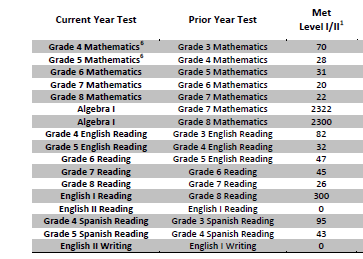 Current Year Test Prior Year Test Met Level I/II¹
Grade 4 Mathematics⁶ Grade 3 Mathematics 70
Grade 5 Mathematics⁶ Grade 4 Mathematics 28
Grade 6 Mathematics Grade 5 Mathematics 31
Grade 7 Mathematics Grade 6 Mathematics 20
Grade 8 Mathematics Grade 7 Mathematics 22
Algebra I Grade 7 Mathematics 2322
Algebra I Grade 8 Mathematics 2300
Grade 4 English Reading Grade 3 English Reading 82
Grade 5 English Reading Grade 4 English Reading 32
Grade 6 Reading Grade 5 English Reading 47
Grade 7 Reading Grade 6 Reading 45
Grade 8 Reading Grade 7 Reading 26
English I Reading Grade 8 Reading 300
English II Reading English I Reading 0
Grade 4 Spanish Reading Grade 3 Spanish Reading 95
Grade 5 Spanish Reading Grade 4 Spanish Reading 43
English II Writing English I Writing 0